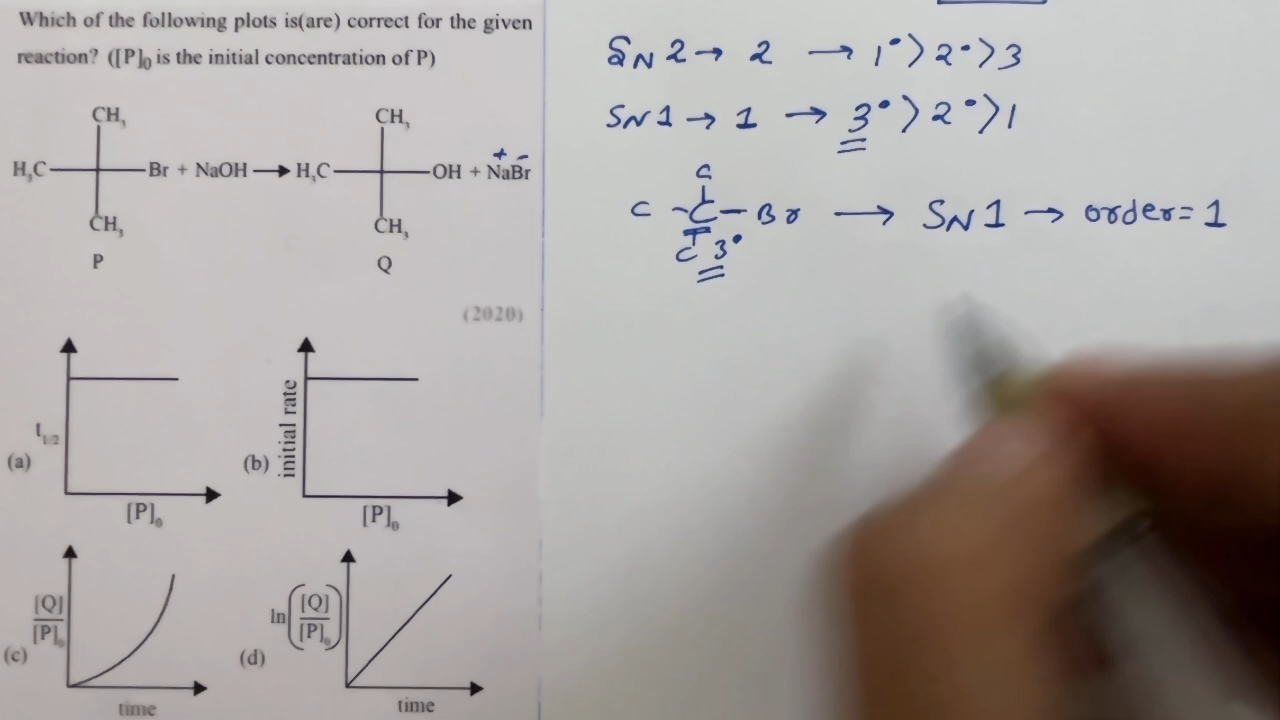 Which of the following plots is(are) correct for the given
reaction? ([P]₀ is the initial concentration of P)
CH₃
H₃C
Br + NaOH
CH₃
P
CH₃
H₃C
OH + NaBr
+ -
CH₃
Q
(2020)
(a)
t₁/₂
[P]₀
(b)
initial rate
[P]₀
(c)
[Q]
[P]₀
time
(d)
ln([Q]/[P]₀)
time
SN2 → 2 → 1° > 2° > 3
SN1 → 1 → 3° > 2° > 1
C
C - C - Br → SN1 → order = 1
C 3°